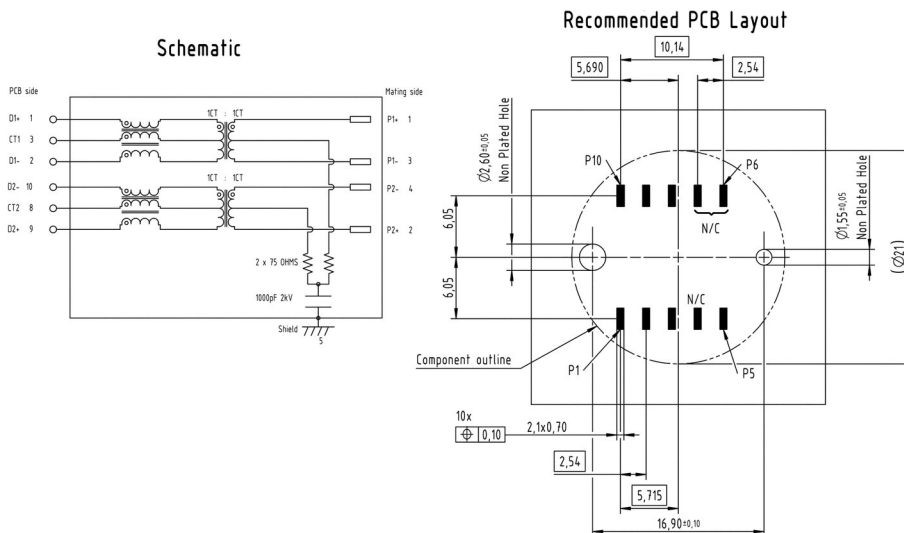 Schematic
PCB side
Mating side
D1+ 1
CT1 3
D1- 2
D2- 10
CT2 8
D2+ 9
1CT : 1CT
1CT : 1CT
P1+ 1
P1- 3
P2- 4
P2+ 2
2 x 75 OHMS
1000pF 2kV
Shield
S
Recommended PCB Layout
10,14
5,690
2,54
Ø2,60±0,05
Non Plated Hole
P10
P6
N/C
6,05
6,05
Ø1,55±0,05
Non Plated Hole
(Ø21)
N/C
Component outline
P1
P5
10x
⌖ 0,10
2,1x0,70
2,54
5,715
16,90±0,10